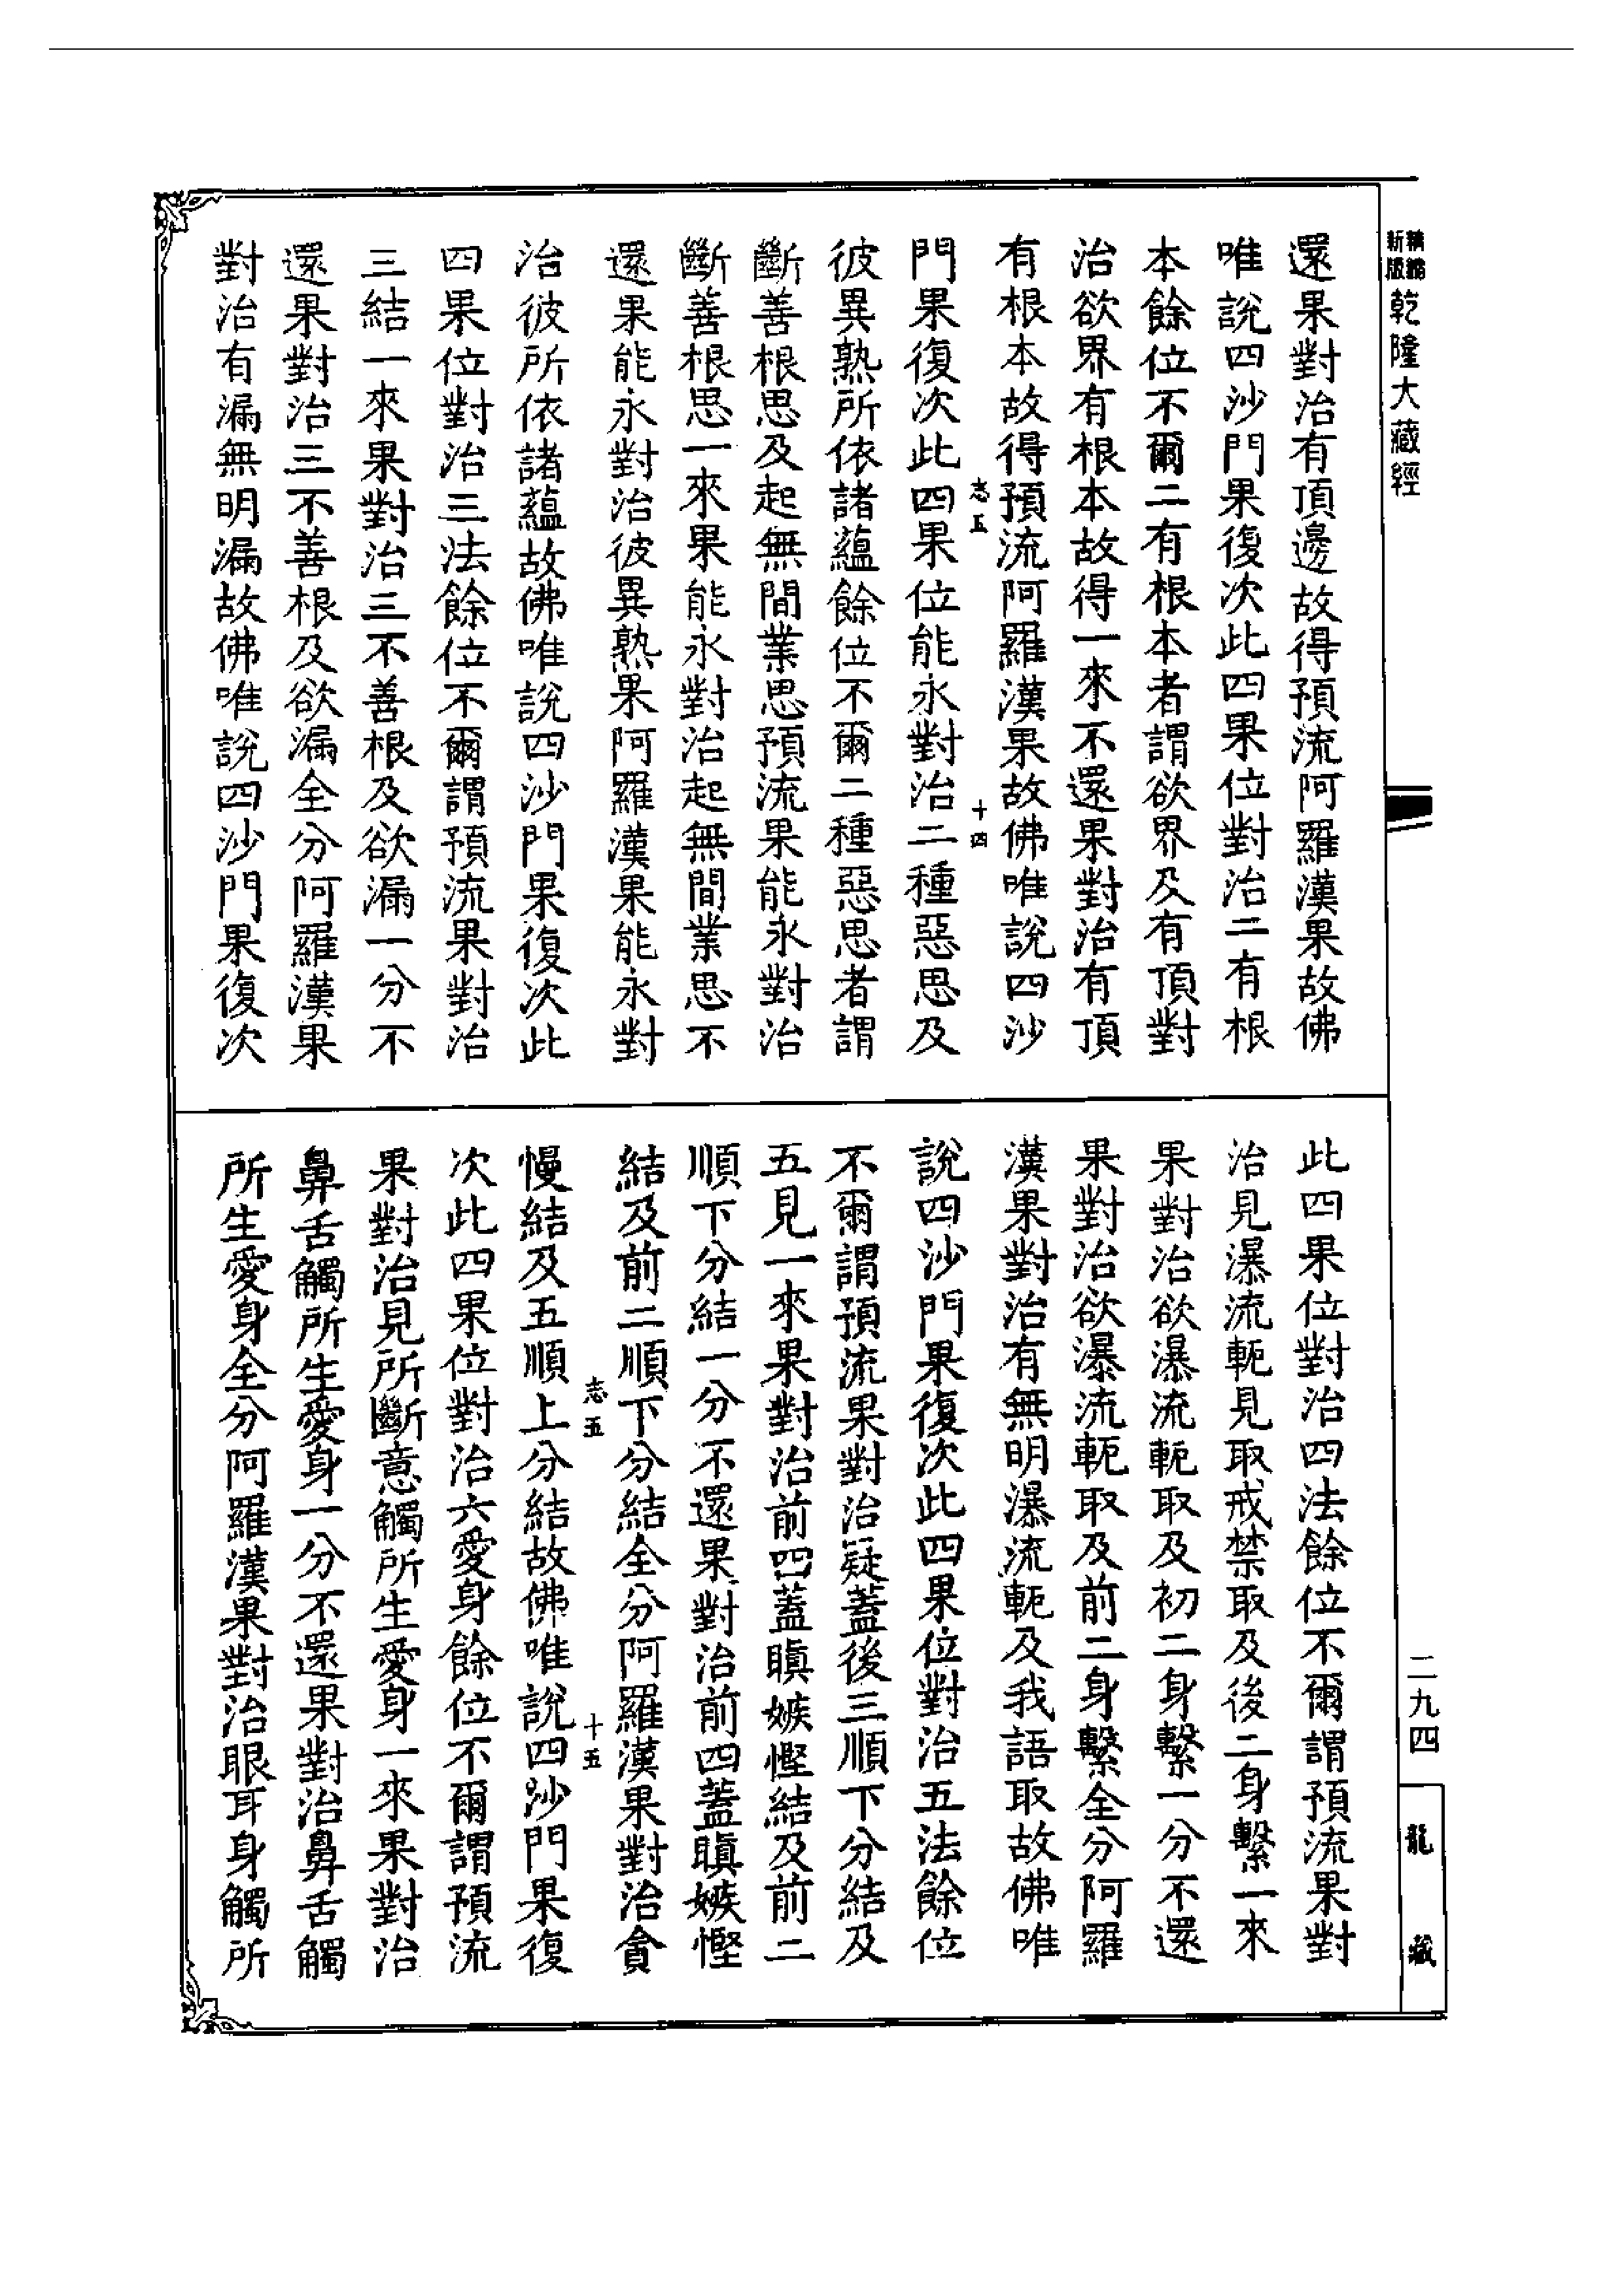 新版精編乾隆大藏經
還果對治有頂邊故得預流阿羅漢果故佛
唯說四沙門果復次此四果位對治二有根
本餘位不爾二有根本者謂欲界及有頂對
治欲界有根本故得一來不還果對治有頂
有根本故得預流阿羅漢果故佛唯說四沙
志五 十四
門果復次此四果位能永對治二種惡思及
彼異熟所依諸蘊餘位不爾二種惡思者謂
斷善根思及起無間業思預流果能永對治
斷善根思一來果能永對治起無間業思不
還果能永對治彼異熟果阿羅漢果能永對
治彼所依諸蘊故佛唯說四沙門果復次此
四果位對治三法餘位不爾謂預流果對治
三結一來果對治三不善根及欲漏一分不
還果對治三不善根及欲漏全分阿羅漢果
對治有漏無明漏故佛唯說四沙門果復次
此四果位對治四法餘位不爾謂預流果對
治見瀑流軛見取戒禁取及後二身繫一來
果對治欲瀑流軛取及初二身繫一分不還
果對治欲瀑流軛取及前二身繫全分阿羅
漢果對治有無明瀑流軛及我語取故佛唯
說四沙門果復次此四果位對治五法餘位
不爾謂預流果對治疑蓋後三順下分結及
五見一來果對治前四蓋瞋嫉慳結及前二
順下分結一分不還果對治前四蓋瞋嫉慳
結及前二順下分結全分阿羅漢果對治貪
志五 十五
慢結及五順上分結故佛唯說四沙門果復
次此四果位對治六愛身餘位不爾謂預流
果對治見所斷意觸所生愛身一來果對治
鼻舌觸所生愛身一分不還果對治鼻舌觸
所生愛身全分阿羅漢果對治眼耳身觸所
二九四
龍藏